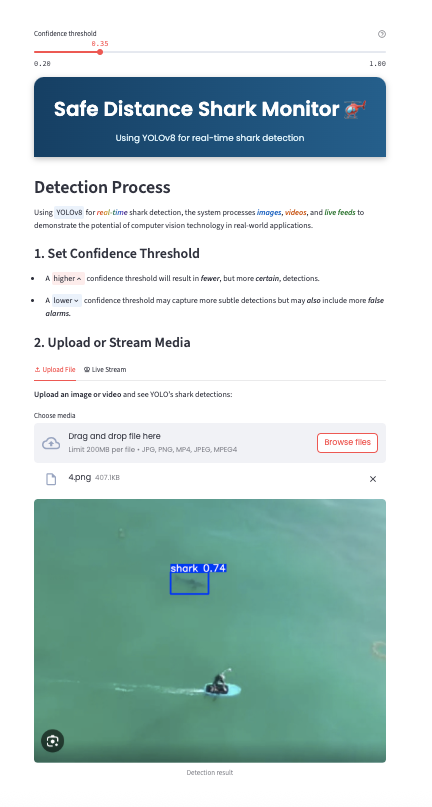 Confidence threshold
0.35
0.20 1.00
Safe Distance Shark Monitor
Using YOLOv8 for real-time shark detection
Detection Process
Using YOLOv8 for real-time shark detection, the system processes images, videos, and live feeds to
demonstrate the potential of computer vision technology in real-world applications.
1. Set Confidence Threshold
A higher confidence threshold will result in fewer, but more certain, detections.
A lower confidence threshold may capture more subtle detections but may also include more false
alarms.
2. Upload or Stream Media
Upload File Live Stream
Upload an image or video and see YOLO's shark detections:
Choose media
Drag and drop file here
Limit 200MB per file • JPG, PNG, MP4, JPEG, MPEG4
Browse files
4.png 407.1KB
shark 0.74
Detection result